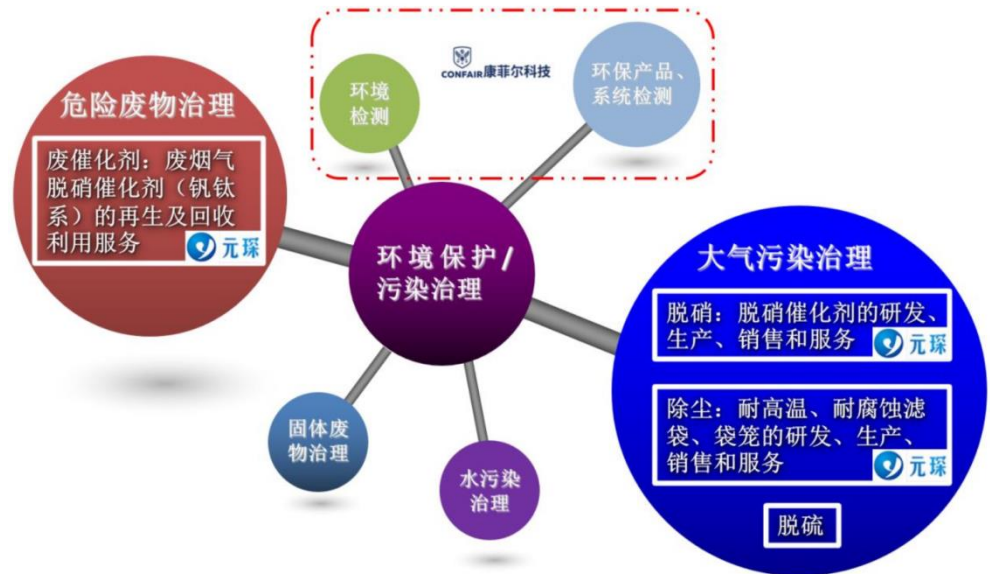 环境
检测
CONFAIR康菲尔科技
环保产品、
系统检测
危险废物治理
废催化剂：废烟气
脱硝催化剂（钒钛
系）的再生及回收
利用服务
元琛
环境保护/
污染治理
大气污染治理
脱硝：脱硝催化剂的研发、
生产、销售和服务
元琛
除尘：耐高温、耐腐蚀滤
袋、袋笼的研发、生产、
销售和服务
元琛
脱硫
固体废
物治理
水污染
治理